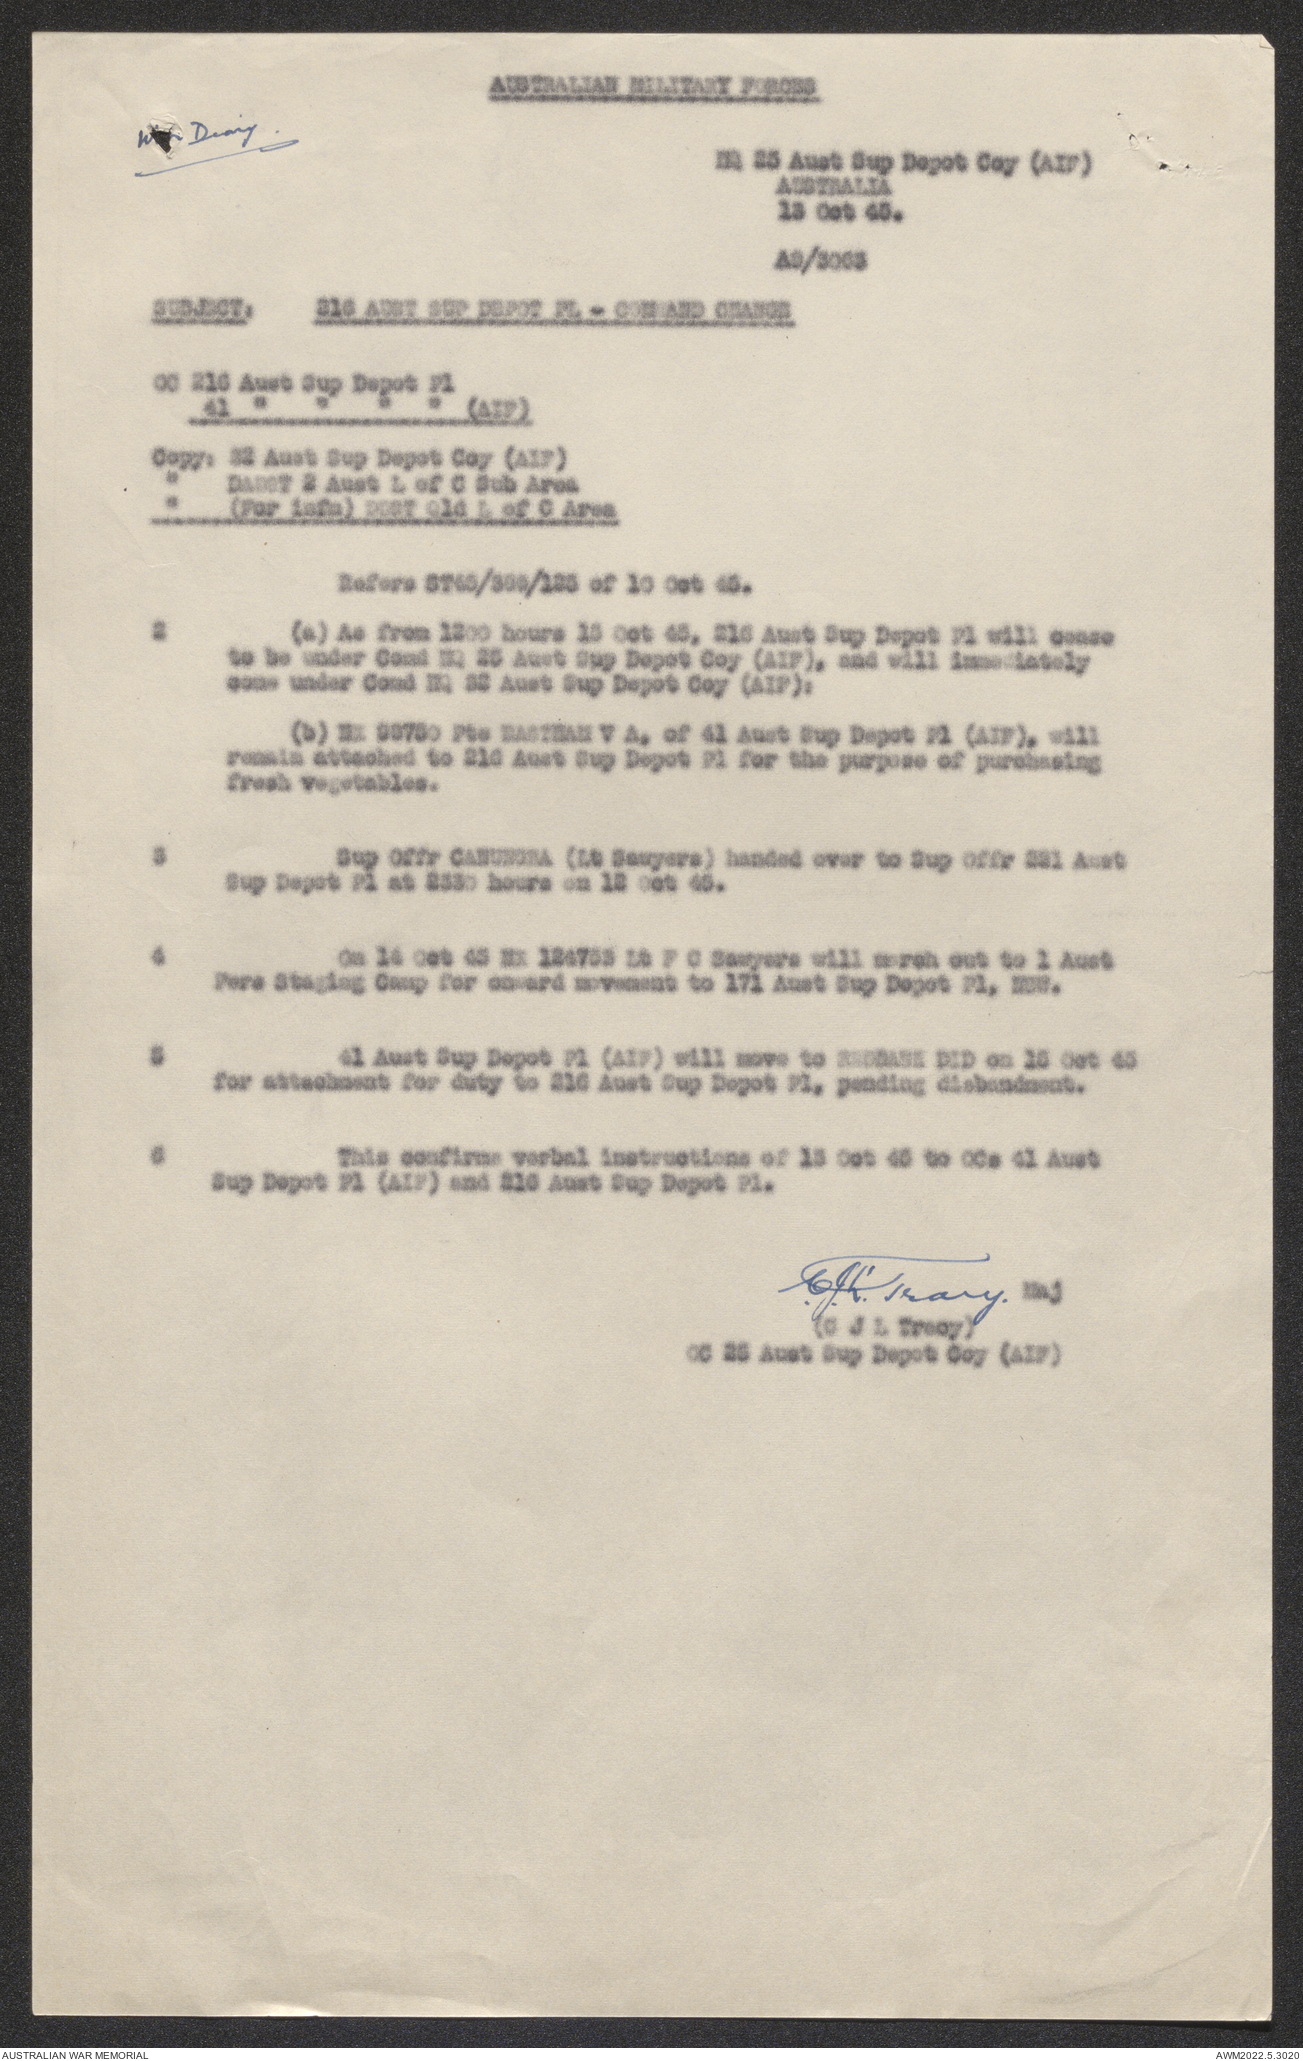 AUSTRALIAN MILITARY FORCES
War Diary.
HQ 25 Aust Sup Depot Coy (AIF)
AUSTRALIA
13 Oct 45.
AS/3063
SUBJECT: 216 AUST SUP DEPOT PL - COMMAND CHANGE
OC 216 Aust Sup Depot Pl
41 " " " " (AIF)
Copy: 32 Aust Sup Depot Coy (AIF)
" DADST 2 Aust L of C Sub Area
" (For infm) DDST Qld L of C Area
Refers of 10 Oct 45.
2 (a) As from 1200 hours 15 Oct 45, 216 Aust Sup Depot Pl will cease
to be under Comd HQ 25 Aust Sup Depot Coy (AIF), and will immediately
come under Comd HQ 32 Aust Sup Depot Coy (AIF):
(b) Pte V A, of 41 Aust Sup Depot Pl (AIF), will
remain attached to 216 Aust Sup Depot Pl for the purpose of purchasing
fresh vegetables.
3 Sup Offr CANUNGRA (Lt Sawyers) handed over to Sup Offr 221 Aust
Sup Depot Pl at 2330 hours on 12 Oct 45.
4 On 14 Oct 45 NX 124753 Lt F C Sawyers will march out to 1 Aust
Pers Staging Camp for onward movement to 171 Aust Sup Depot Pl, NSW.
5 41 Aust Sup Depot Pl (AIF) will move to REDBANK DID on 15 Oct 45
for attachment for duty to 216 Aust Sup Depot Pl, pending disbandment.
6 This confirms verbal instructions of 13 Oct 45 to OCs 41 Aust
Sup Depot Pl (AIF) and 216 Aust Sup Depot Pl.
Maj
(C J L Tracy)
OC 25 Aust Sup Depot Coy (AIF)
AUSTRALIAN WAR MEMORIAL
AWM2022.5.3020